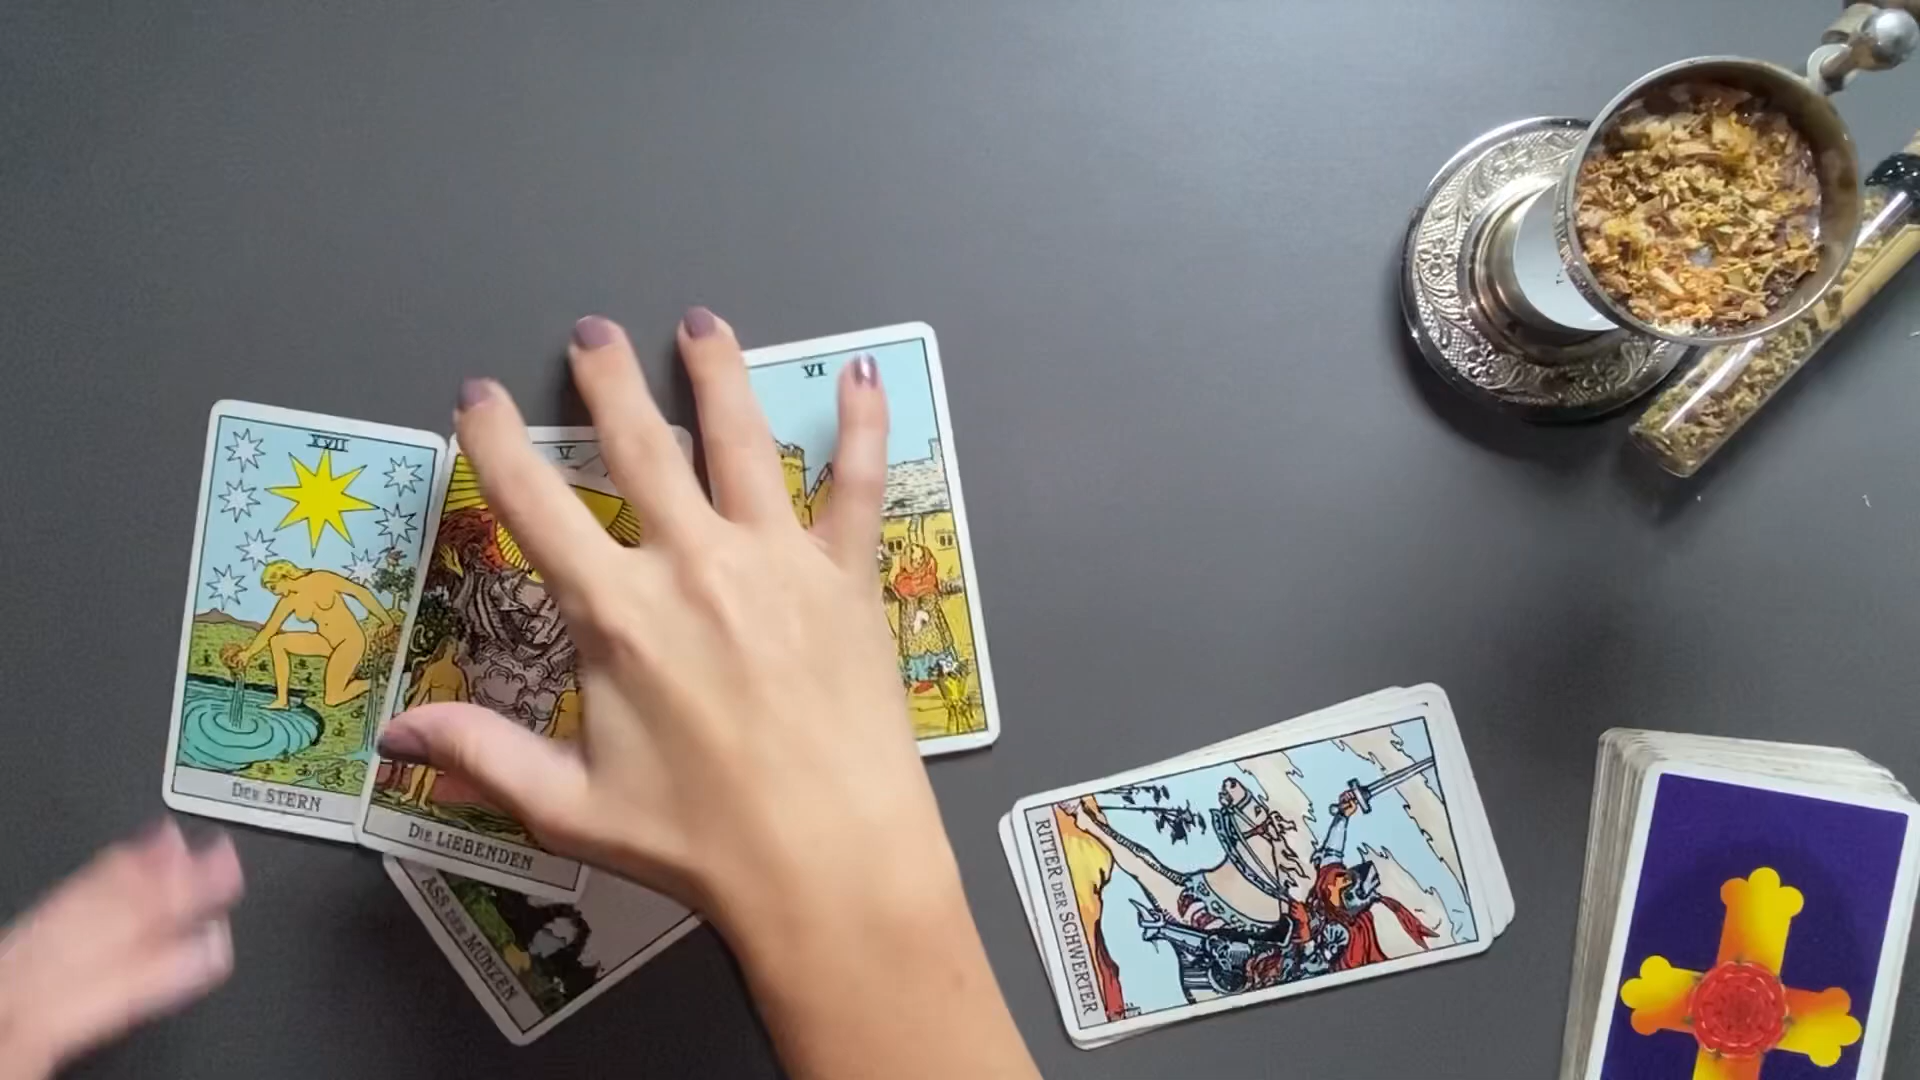 XVII
V
VI
Der STERN
Die LIEBENDEN
ASS DER MÜNZEN
RITTER DER SCHWERTER